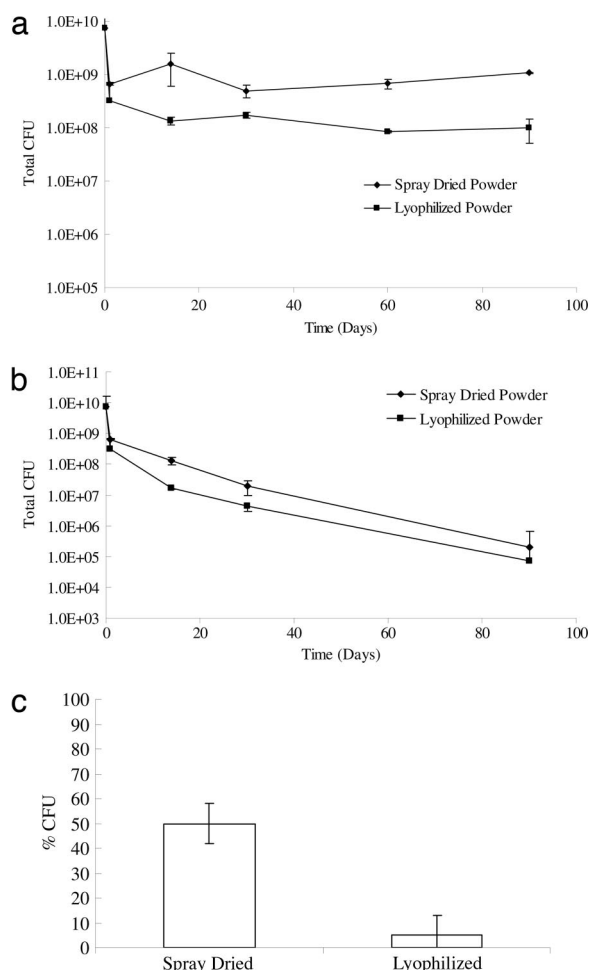 a
1.0E+10
1.0E+09
1.0E+08
1.0E+07
1.0E+06
1.0E+05
Total CFU
Spray Dried Powder
Lyophilized Powder
0 20 40 60 80 100
Time (Days)
b
1.0E+11
1.0E+10
1.0E+09
1.0E+08
1.0E+07
1.0E+06
1.0E+05
1.0E+04
1.0E+03
Total CFU
Spray Dried Powder
Lyophilized Powder
0 20 40 60 80 100
Time (Days)
c
100
90
80
70
60
50
40
30
20
10
0
% CFU
Spray Dried Lyophilized